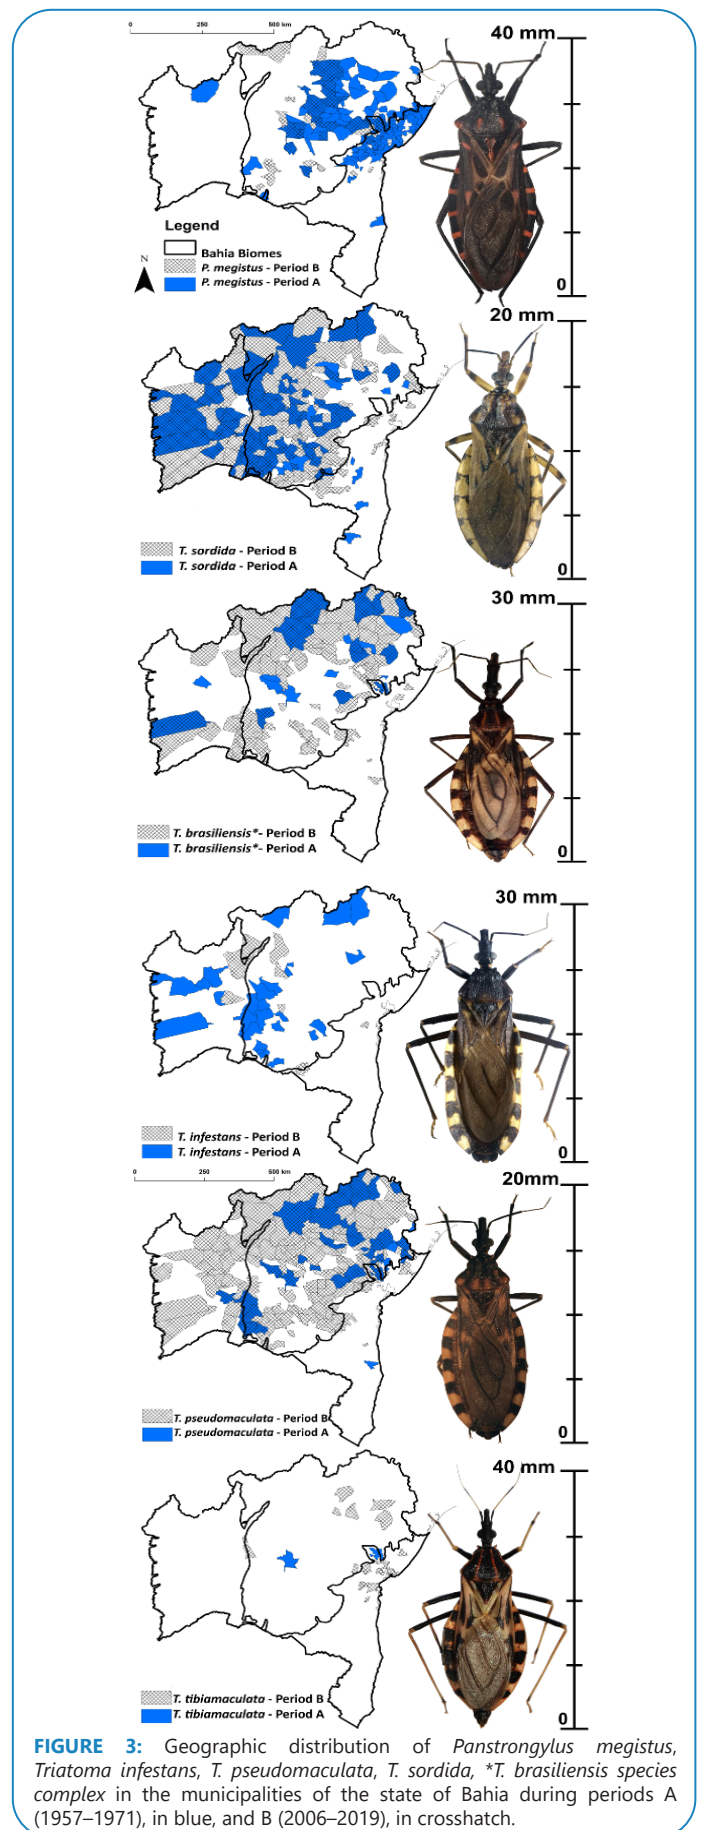 0 250 500 km
40 mm
0
Legend
Bahia Biomes
P. megistus - Period B
P. megistus - Period A
N
20 mm
0
T. sordida - Period B
T. sordida - Period A
30 mm
0
T. brasiliensis*- Period B
T. brasiliensis*- Period A
30 mm
0
T. infestans - Period B
T. infestans - Period A
0 250 500 km
20mm
0
T. pseudomaculata - Period B
T. pseudomaculata - Period A
40 mm
0
T. tibiamaculata - Period B
T. tibiamaculata - Period A
FIGURE 3: Geographic distribution of Panstrongylus megistus,
Triatoma infestans, T. pseudomaculata, T. sordida, *T. brasiliensis species
complex in the municipalities of the state of Bahia during periods A
(1957–1971), in blue, and B (2006–2019), in crosshatch.